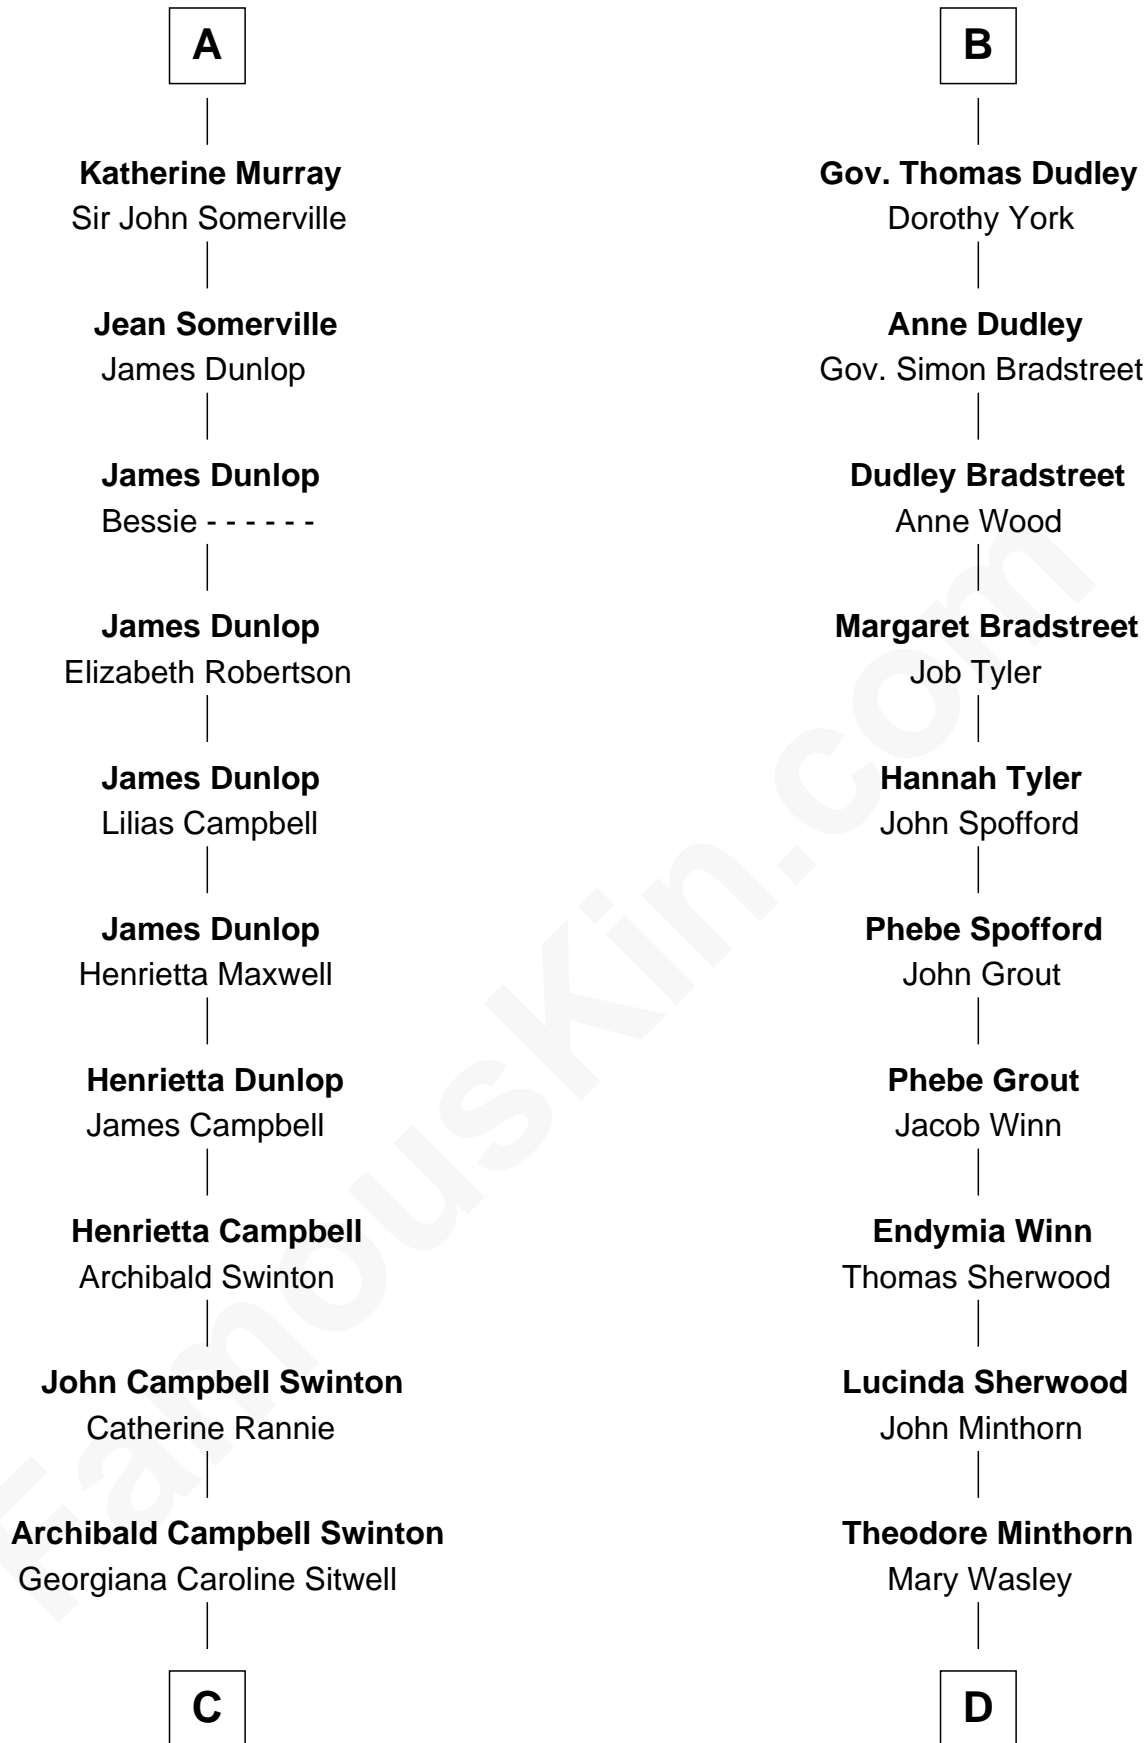 A
Katherine Murray
Sir John Somerville
Jean Somerville
James Dunlop
James Dunlop
Bessie - - - - - -
James Dunlop
Elizabeth Robertson
James Dunlop
Lilias Campbell
James Dunlop
Henrietta Maxwell
Henrietta Dunlop
James Campbell
Henrietta Campbell
Archibald Swinton
John Campbell Swinton
Catherine Rannie
Archibald Campbell Swinton
Georgiana Caroline Sitwell
C
B
Gov. Thomas Dudley
Dorothy York
Anne Dudley
Gov. Simon Bradstreet
Dudley Bradstreet
Anne Wood
Margaret Bradstreet
Job Tyler
Hannah Tyler
John Spofford
Phebe Spofford
John Grout
Phebe Grout
Jacob Winn
Endymia Winn
Thomas Sherwood
Lucinda Sherwood
John Minthorn
Theodore Minthorn
Mary Wasley
D
FamousKin.com